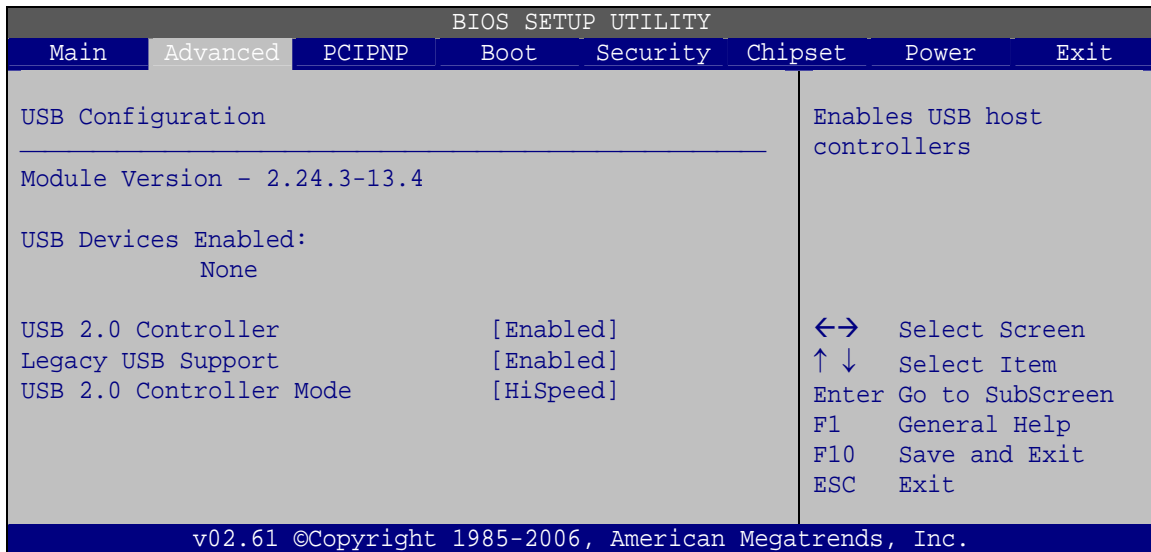 BIOS SETUP UTILITY
Main Advanced PCIPNP Boot Security Chipset Power Exit
USB Configuration
Module Version – 2.24.3-13.4
USB Devices Enabled:
None
USB 2.0 Controller [Enabled]
Legacy USB Support [Enabled]
USB 2.0 Controller Mode [HiSpeed]
Enables USB host
controllers
←→ Select Screen
↑ ↓ Select Item
Enter Go to SubScreen
F1 General Help
F10 Save and Exit
ESC Exit
v02.61 ©Copyright 1985-2006, American Megatrends, Inc.